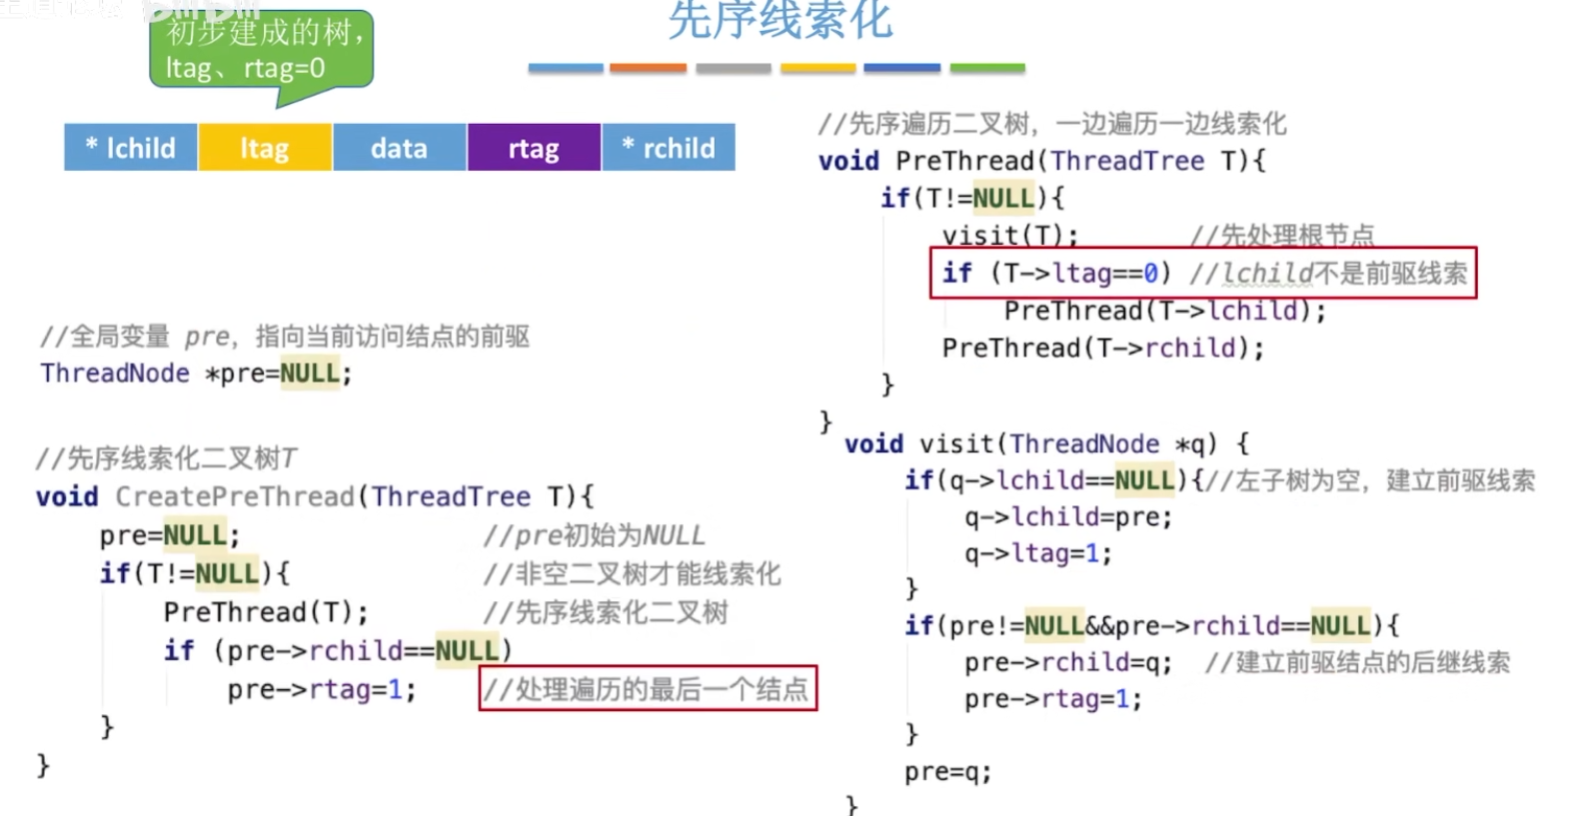 先序线索化
初步建成的树，
ltag、rtag=0
* lchild ltag data rtag * rchild
//全局变量 pre，指向当前访问结点的前驱
ThreadNode *pre=NULL;
//先序线索化二叉树T
void CreatePreThread(ThreadTree T){
pre=NULL; //pre初始为NULL
if(T!=NULL){ //非空二叉树才能线索化
PreThread(T); //先序线索化二叉树
if (pre->rchild==NULL)
pre->rtag=1; //处理遍历的最后一个结点
}
}
//先序遍历二叉树，一边遍历一边线索化
void PreThread(ThreadTree T){
if(T!=NULL){
visit(T); //先处理根节点
if (T->ltag==0) //lchild不是前驱线索
PreThread(T->lchild);
PreThread(T->rchild);
}
}
void visit(ThreadNode *q) {
if(q->lchild==NULL){//左子树为空，建立前驱线索
q->lchild=pre;
q->ltag=1;
}
if(pre!=NULL&&pre->rchild==NULL){
pre->rchild=q; //建立前驱结点的后继线索
pre->rtag=1;
}
pre=q;
}